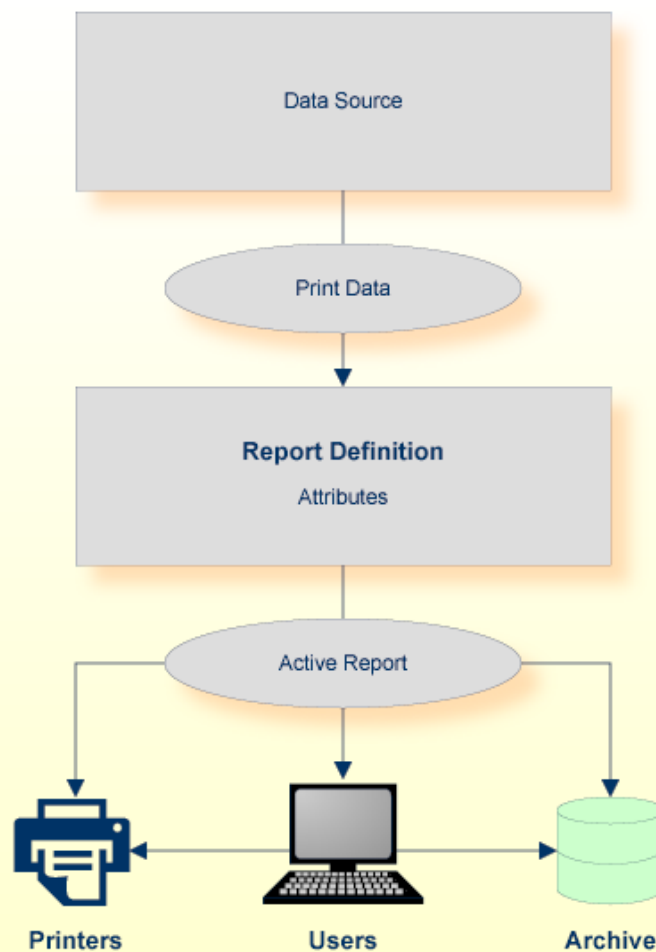 Data Source
Print Data
Report Definition
Attributes
Active Report
Printers
Users
Archive